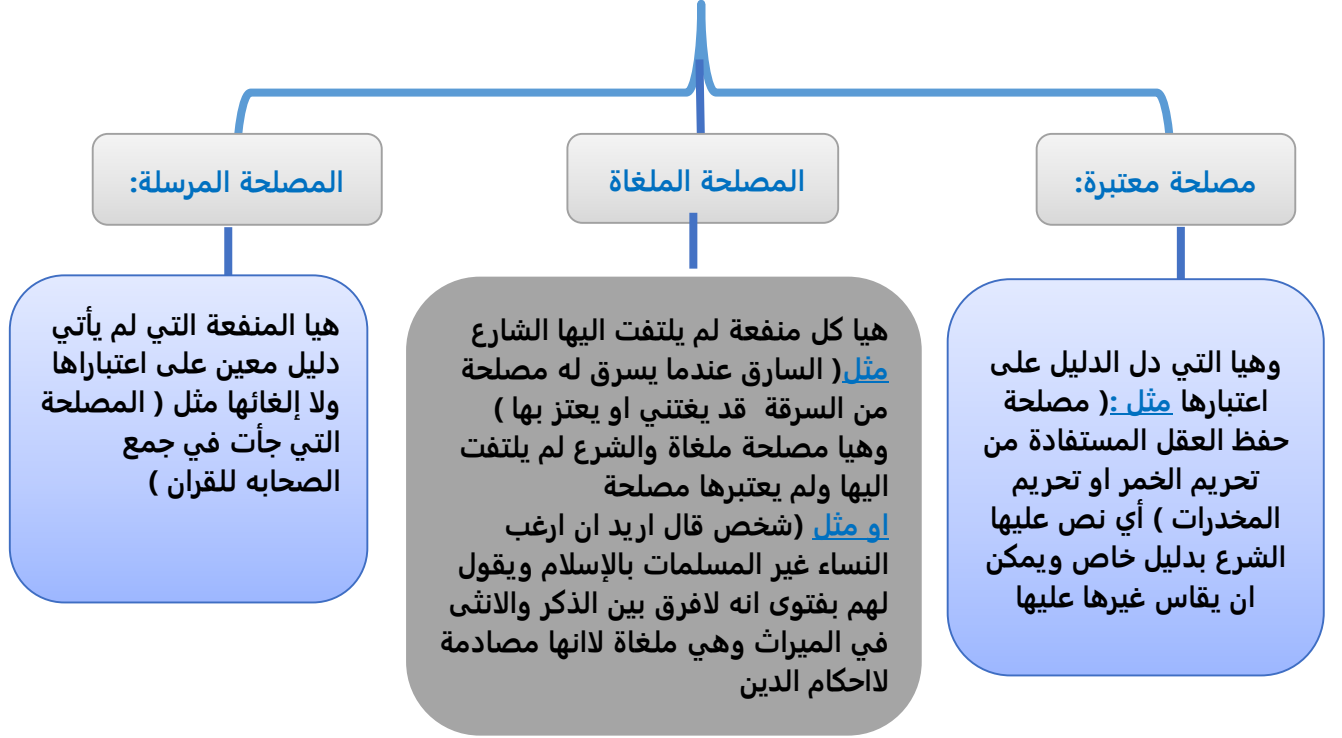 مصلحة معتبرة:
المصلحة الملغاة
المصلحة المرسلة:
وهيا التي دل الدليل على
اعتبارها مثل :( مصلحة
حفظ العقل المستفادة من
تحريم الخمر او تحريم
المخدرات ) أي نص عليها
الشرع بدليل خاص ويمكن
ان يقاس غيرها عليها
هيا كل منفعة لم يلتفت اليها الشارع
مثل( السارق عندما يسرق له مصلحة
من السرقة قد يغتني او يعتز بها )
وهيا مصلحة ملغاة والشرع لم يلتفت
اليها ولم يعتبرها مصلحة
او مثل (شخص قال اريد ان ارغب
النساء غير المسلمات بالإسلام ويقول
لهم بفتوى انه لافرق بين الذكر والانثى
في الميراث وهي ملغاة لاانها مصادمة
لااحكام الدين
هيا المنفعة التي لم يأتي
دليل معين على اعتباراها
ولا إلغائها مثل ( المصلحة
التي جأت في جمع
الصحابه للقران )